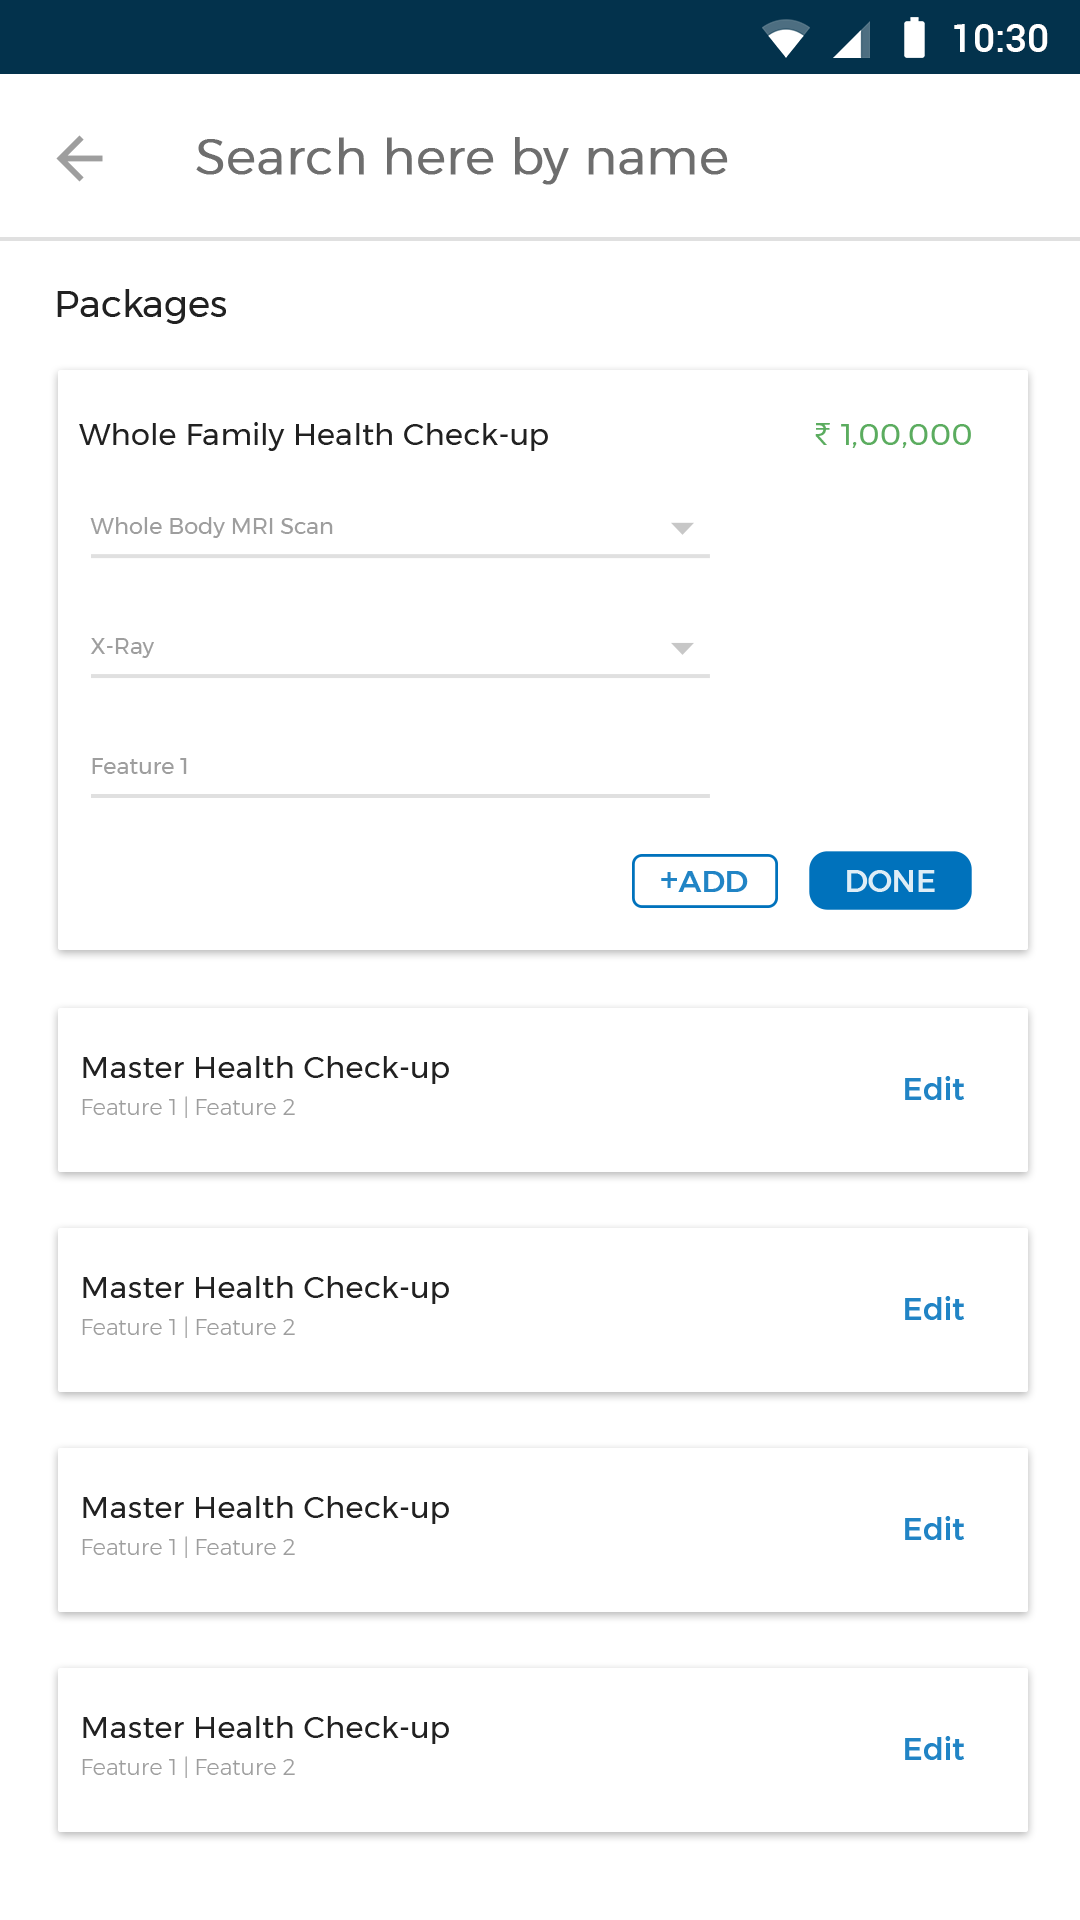 10:30
Search here by name
Packages
Whole Family Health Check-up ₹ 1,00,000
Whole Body MRI Scan
X-Ray
Feature 1
+ADD DONE
Master Health Check-up
Feature 1 | Feature 2
Edit
Master Health Check-up
Feature 1 | Feature 2
Edit
Master Health Check-up
Feature 1 | Feature 2
Edit
Master Health Check-up
Feature 1 | Feature 2
Edit